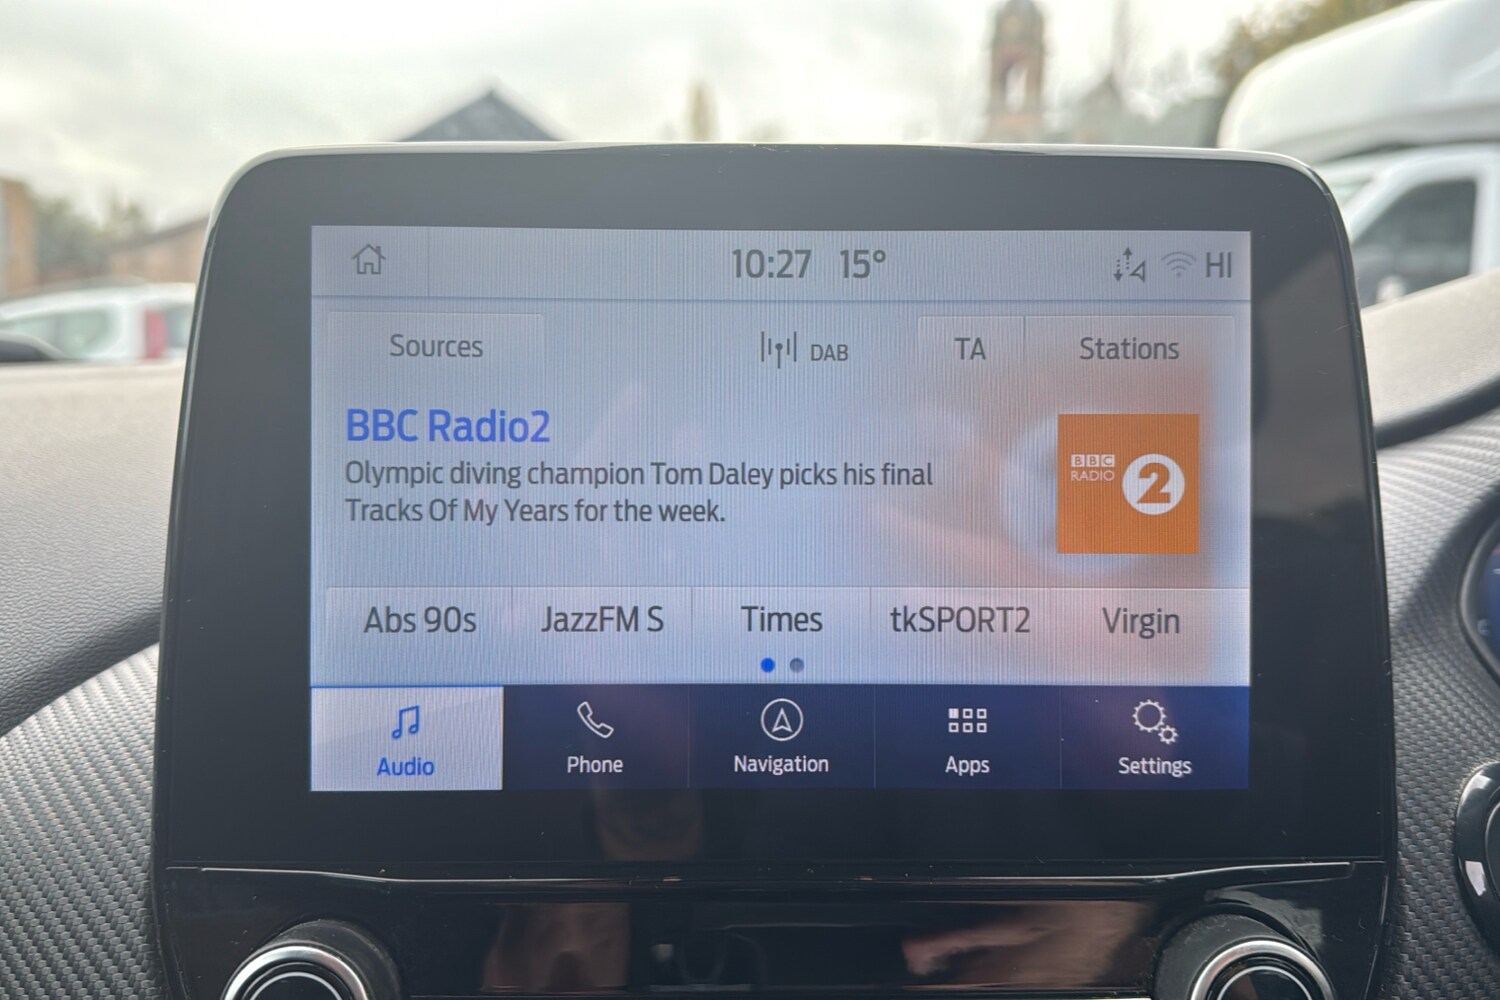 10:27 15° HI
Sources DAB TA Stations
BBC Radio2
Olympic diving champion Tom Daley picks his final
Tracks Of My Years for the week.
BBC
RADIO 2
Abs 90s JazzFM S Times tkSPORT2 Virgin
Audio Phone Navigation Apps Settings